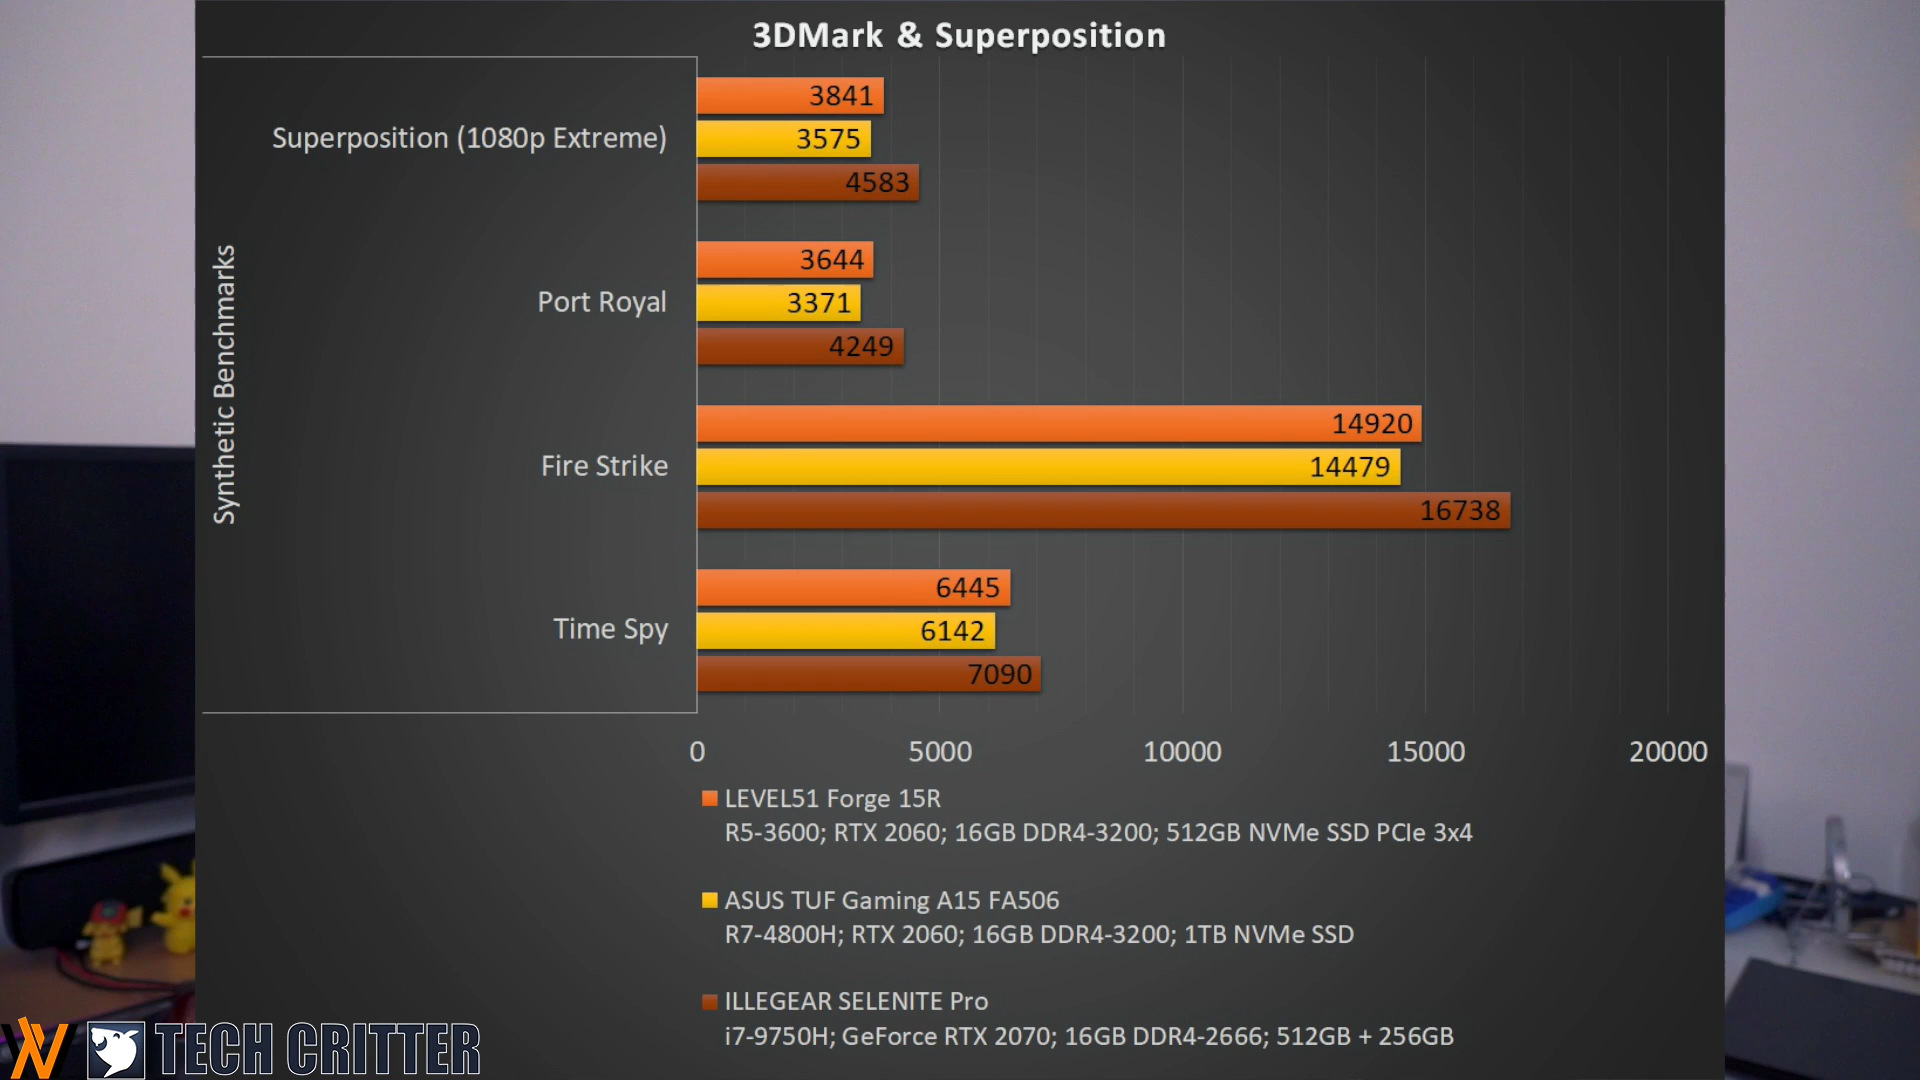 3DMark & Superposition
Synthetic Benchmarks
Superposition (1080p Extreme)
3841
3575
4583
Port Royal
3644
3371
4249
Fire Strike
14920
14479
16738
Time Spy
6445
6142
7090
0 5000 10000 15000 20000
LEVEL51 Forge 15R
R5-3600; RTX 2060; 16GB DDR4-3200; 512GB NVMe SSD PCIe 3x4
ASUS TUF Gaming A15 FA506
R7-4800H; RTX 2060; 16GB DDR4-3200; 1TB NVMe SSD
ILLEGEAR SELENITE Pro
i7-9750H; GeForce RTX 2070; 16GB DDR4-2666; 512GB + 256GB
TECH CRITTER